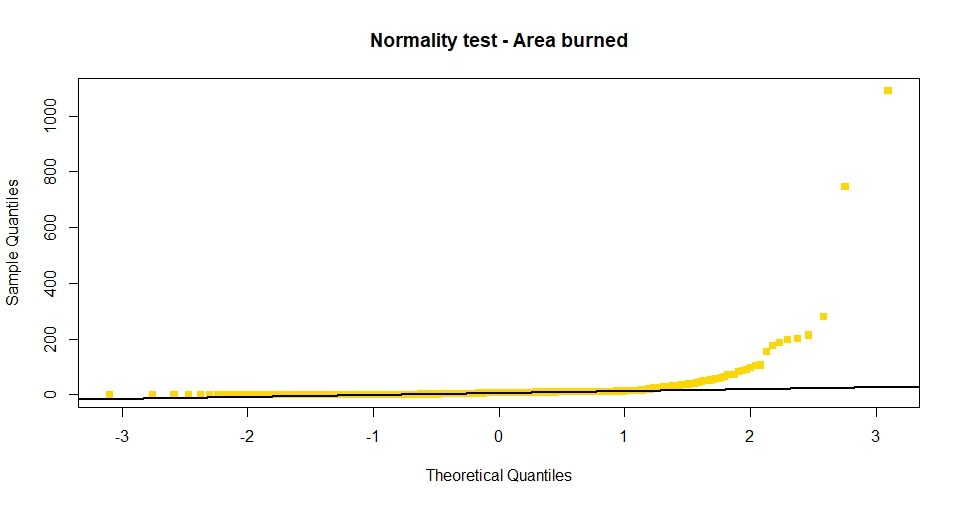 Normality test - Area burned
Sample Quantiles
1000
800
600
400
200
0
-3 -2 -1 0 1 2 3
Theoretical Quantiles